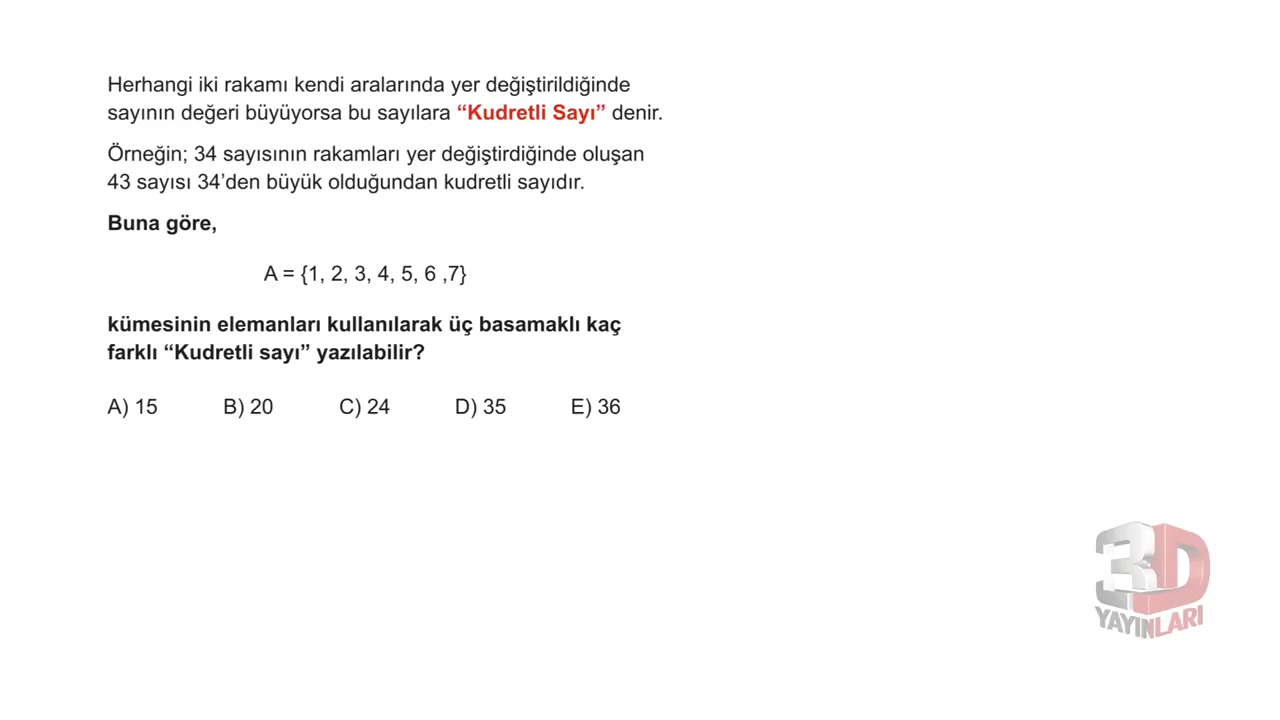 Herhangi iki rakamı kendi aralarında yer değiştirildiğinde
sayının değeri büyüyorsa bu sayılara “Kudretli Sayı” denir.
Örneğin; 34 sayısının rakamları yer değiştirdiğinde oluşan
43 sayısı 34’den büyük olduğundan kudretli sayıdır.
Buna göre,
A = {1, 2, 3, 4, 5, 6 ,7}
kümesinin elemanları kullanılarak üç basamaklı kaç
farklı “Kudretli sayı” yazılabilir?
A) 15 B) 20 C) 24 D) 35 E) 36
3D
YAYINLARI